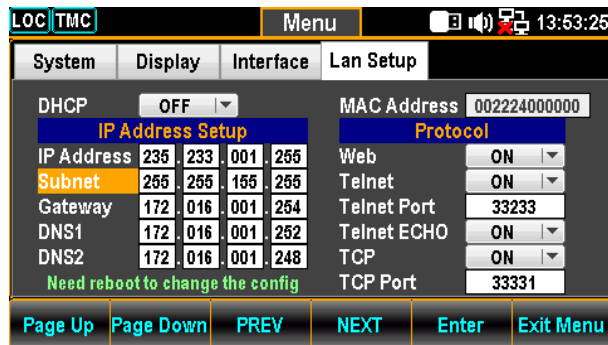 LOC TMC Menu 13:53:25
System Display Interface Lan Setup
DHCP OFF MAC Address 002224000000
IP Address Setup Protocol
IP Address 235 . 233 . 001 . 255 Web ON
Subnet 255 . 255 . 155 . 255 Telnet ON
Gateway 172 . 016 . 001 . 254 Telnet Port 33233
DNS1 172 . 016 . 001 . 252 Telnet ECHO ON
DNS2 172 . 016 . 001 . 248 TCP ON
Need reboot to change the config TCP Port 33331
Page Up Page Down PREV NEXT Enter Exit Menu